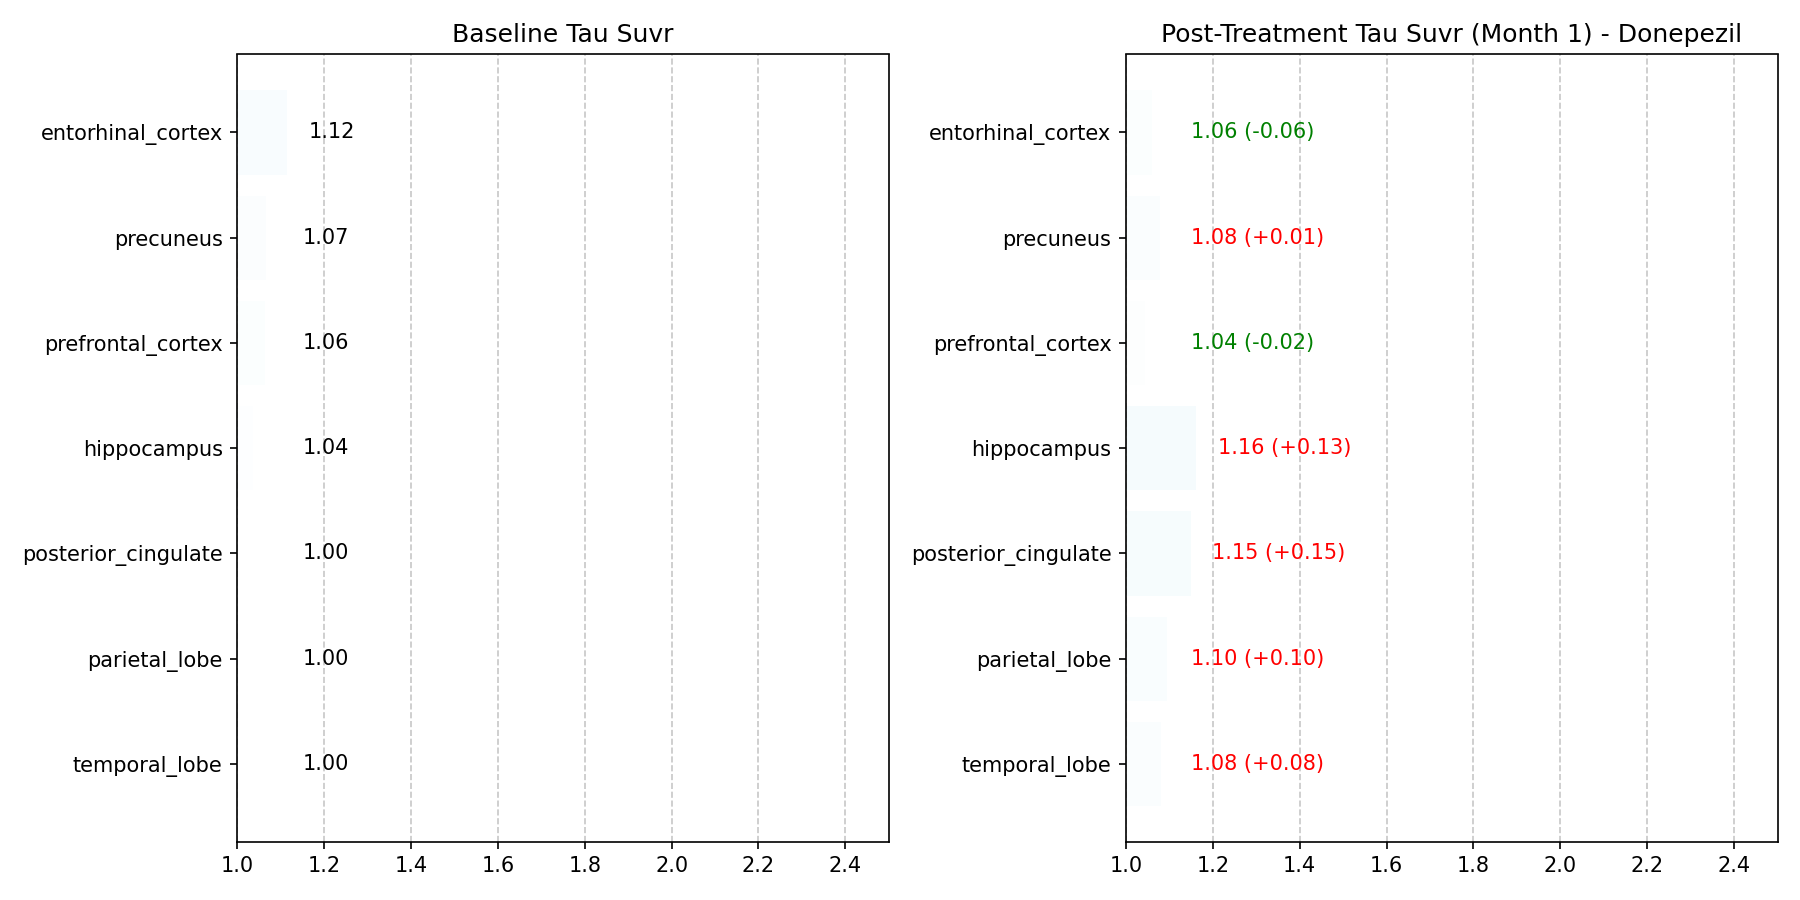 Baseline Tau Suvr
entorhinal_cortex 1.12
precuneus 1.07
prefrontal_cortex 1.06
hippocampus 1.04
posterior_cingulate 1.00
parietal_lobe 1.00
temporal_lobe 1.00
1.0 1.2 1.4 1.6 1.8 2.0 2.2 2.4
Post-Treatment Tau Suvr (Month 1) - Donepezil
entorhinal_cortex 1.06 (-0.06)
precuneus 1.08 (+0.01)
prefrontal_cortex 1.04 (-0.02)
hippocampus 1.16 (+0.13)
posterior_cingulate 1.15 (+0.15)
parietal_lobe 1.10 (+0.10)
temporal_lobe 1.08 (+0.08)
1.0 1.2 1.4 1.6 1.8 2.0 2.2 2.4